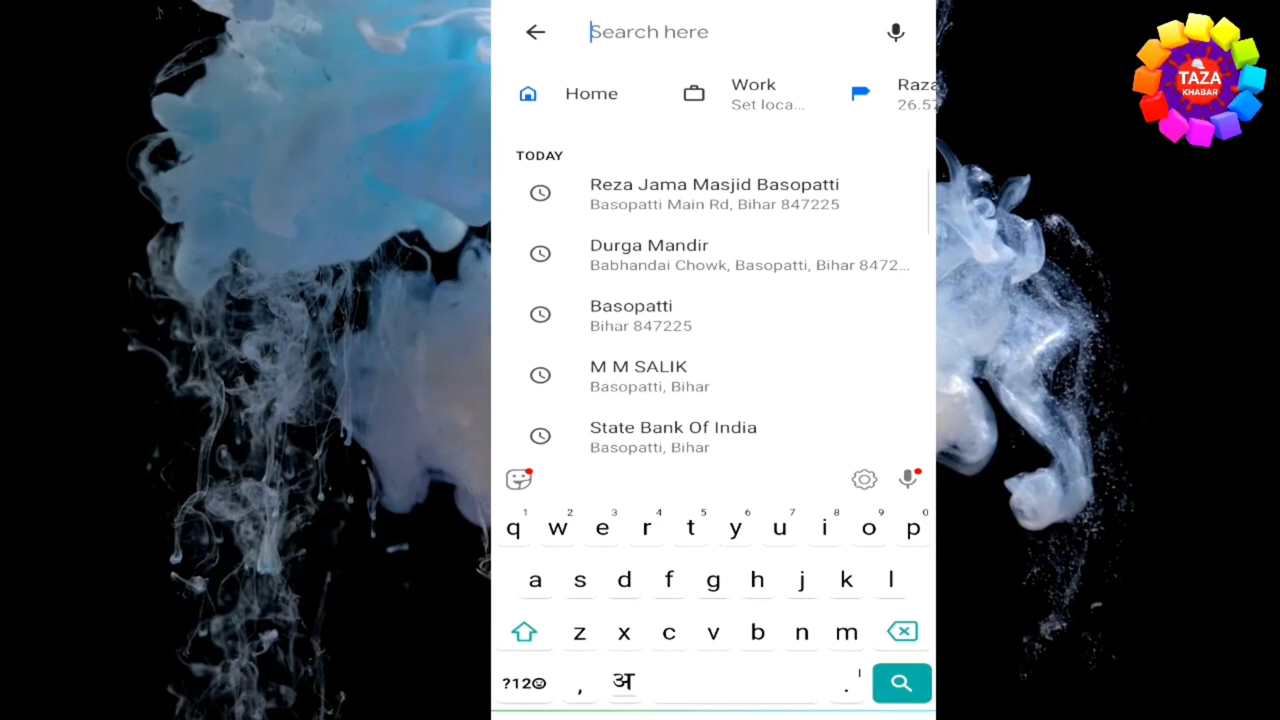 Search here
Home
Work
Set loca...
Raza
26.57
TODAY
Reza Jama Masjid Basopatti
Basopatti Main Rd, Bihar 847225
Durga Mandir
Babhandai Chowk, Basopatti, Bihar 8472...
Basopatti
Bihar 847225
M M SALIK
Basopatti, Bihar
State Bank Of India
Basopatti, Bihar
1 2 3 4 5 6 7 8 9 0
q w e r t y u i o p
a s d f g h j k l
z x c v b n m
?12 , अ . !
TAZA
KHABAR